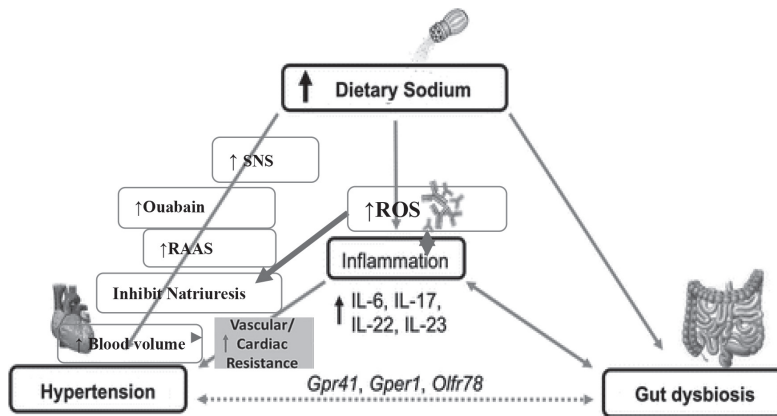 ↑ Dietary Sodium
↑ SNS
↑Ouabain
↑ROS
↑RAAS
Inflammation
Inhibit Natriuresis
↑ IL-6, IL-17,
IL-22, IL-23
↑ Blood volume
↑ Vascular/
Cardiac
Resistance
Hypertension
Gpr41, Gper1, Olfr78
Gut dysbiosis